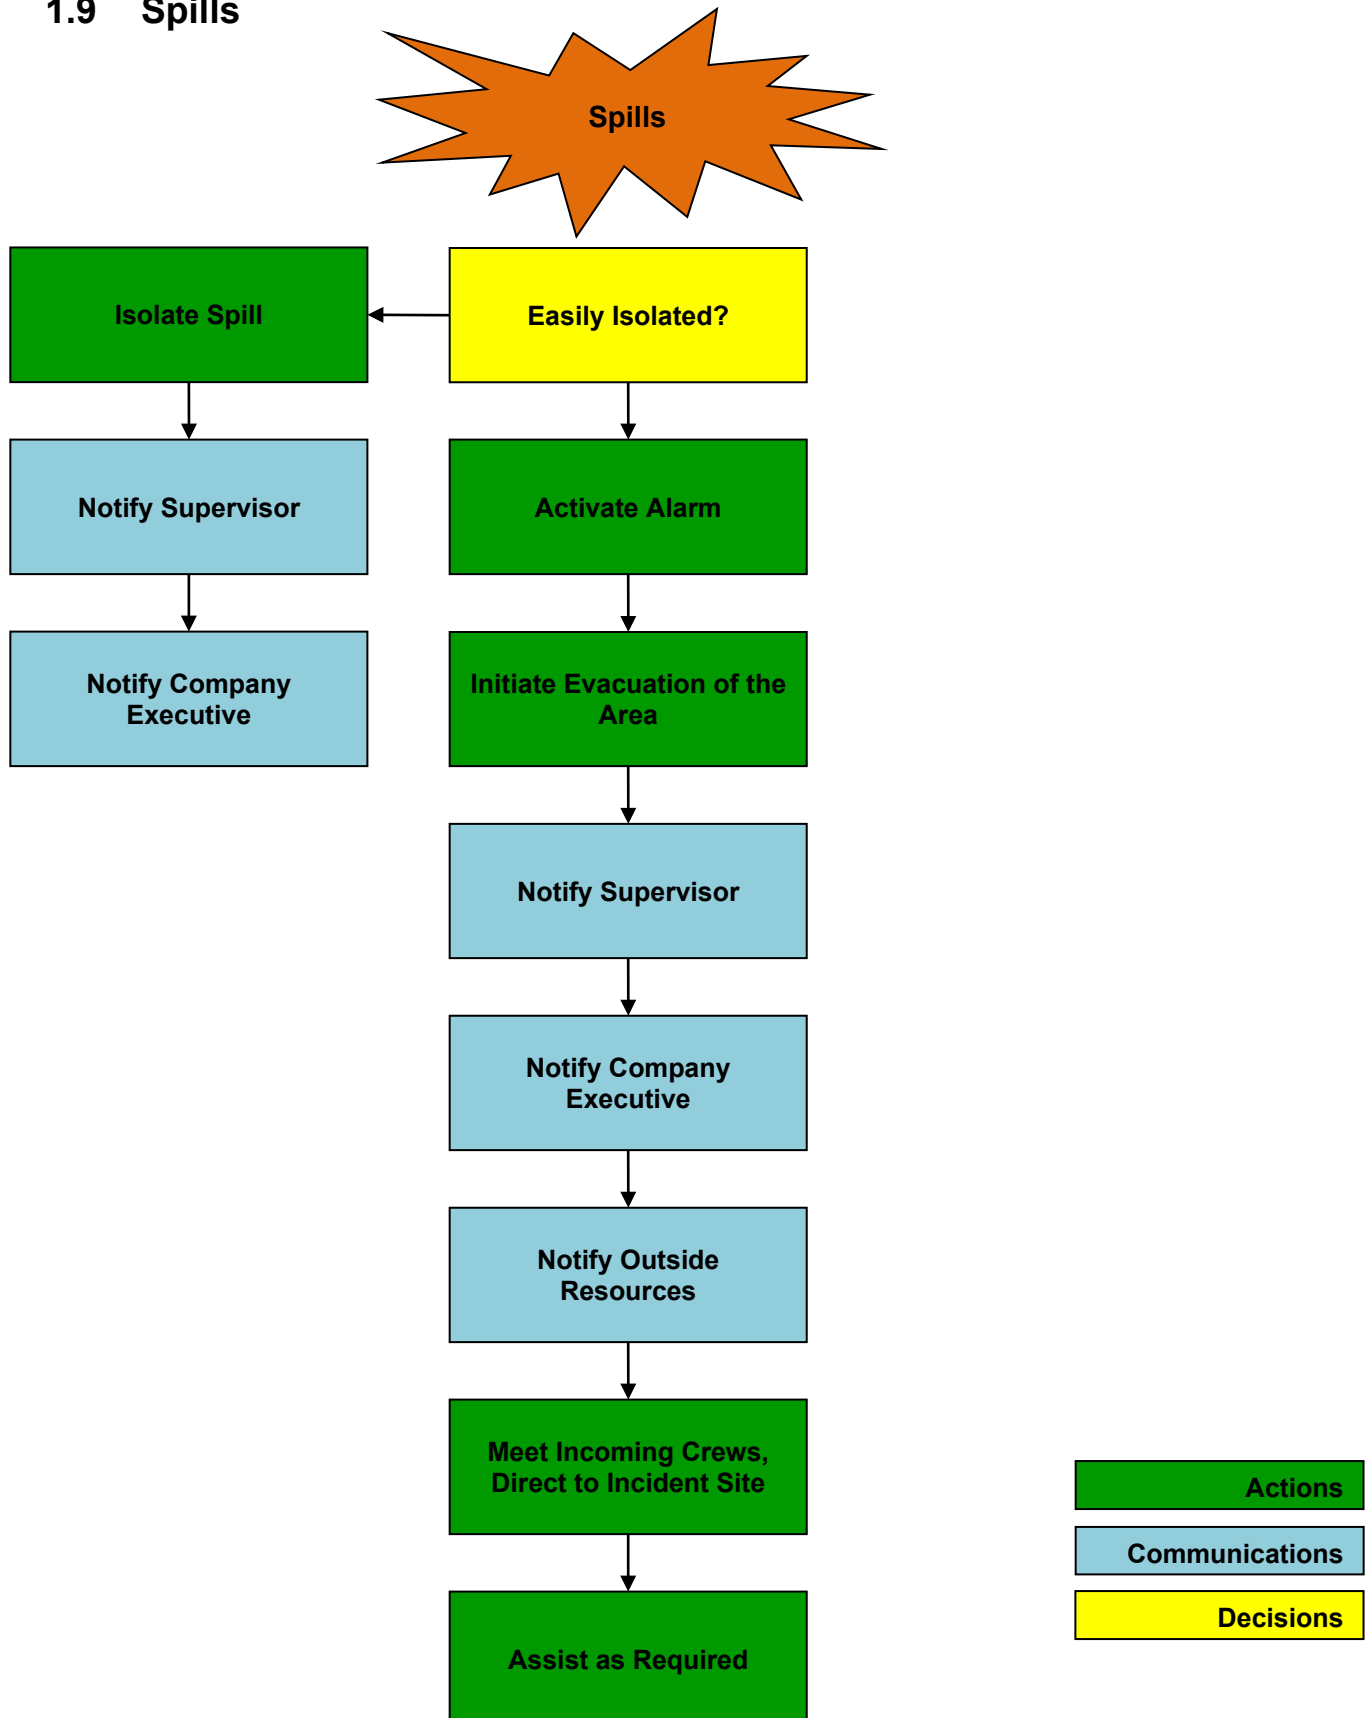 1.9 Spills
Spills
Isolate Spill
Easily Isolated?
Notify Supervisor
Activate Alarm
Notify Company
Executive
Initiate Evacuation of the
Area
Notify Supervisor
Notify Company
Executive
Notify Outside
Resources
Meet Incoming Crews,
Direct to Incident Site
Assist as Required
Actions
Communications
Decisions